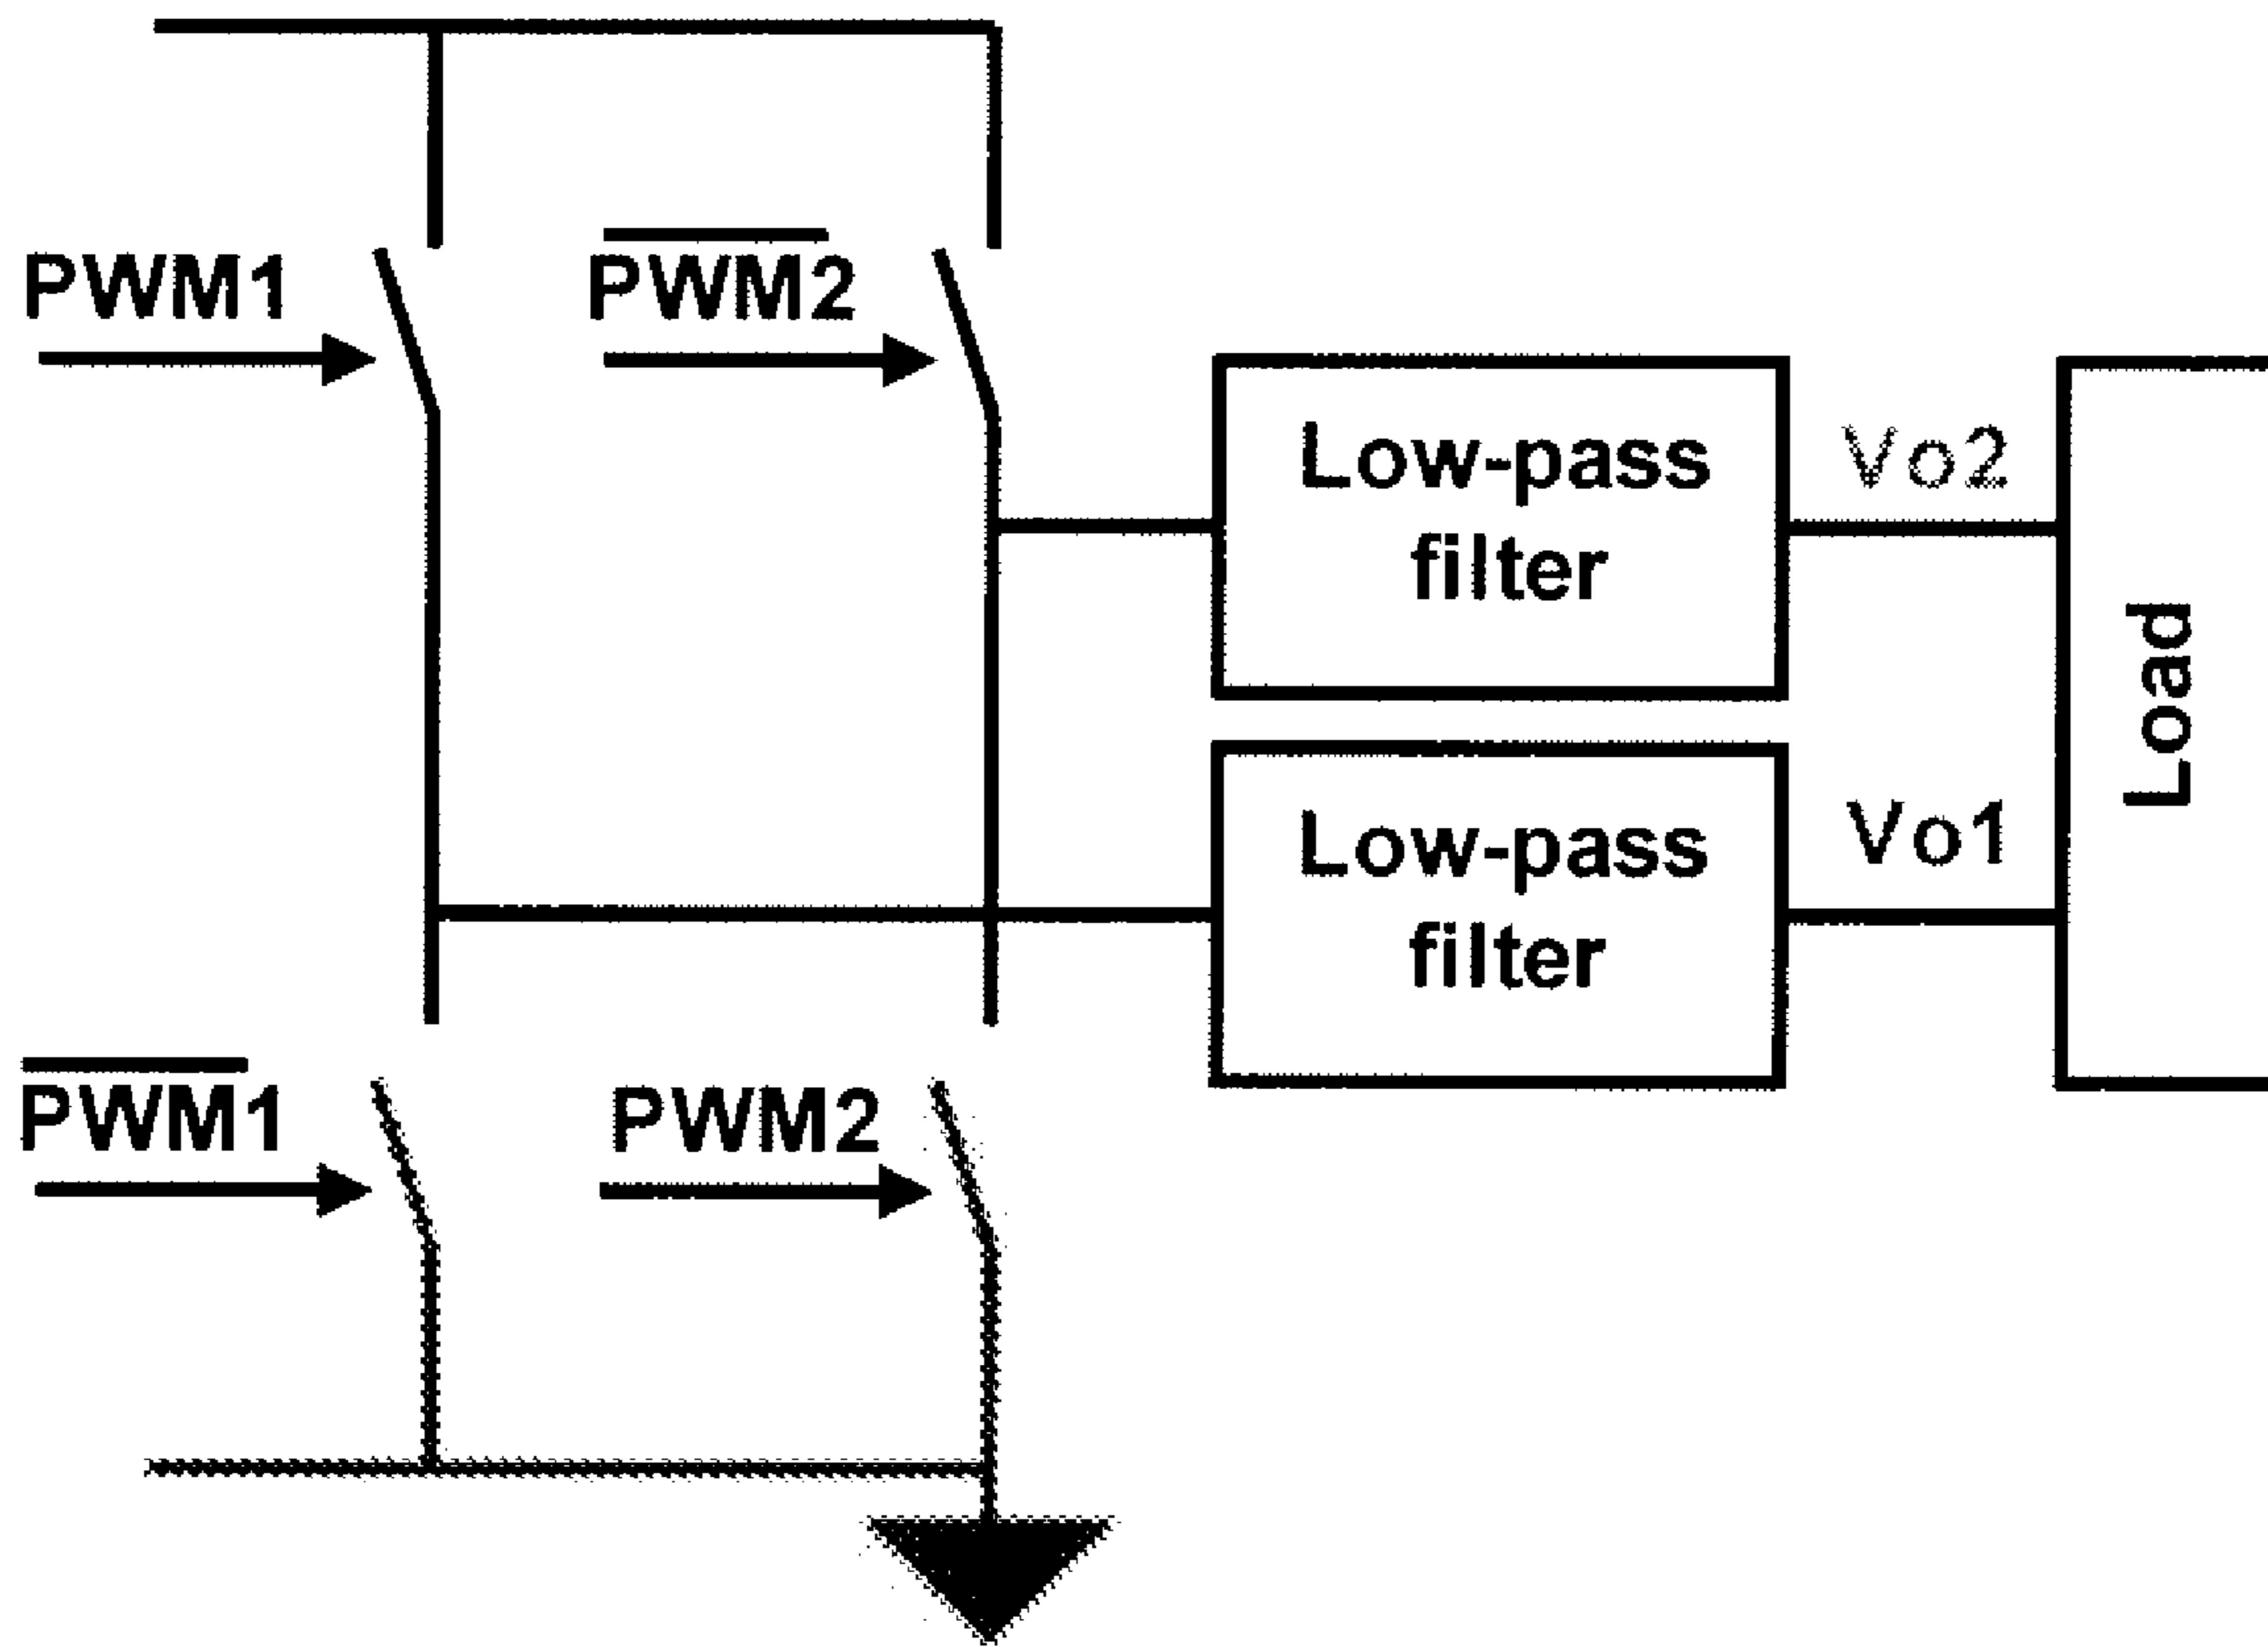 PWM1
PWM2
Low-pass
filter
Vo2
Load
Low-pass
filter
Vo1
PWM1
PWM2